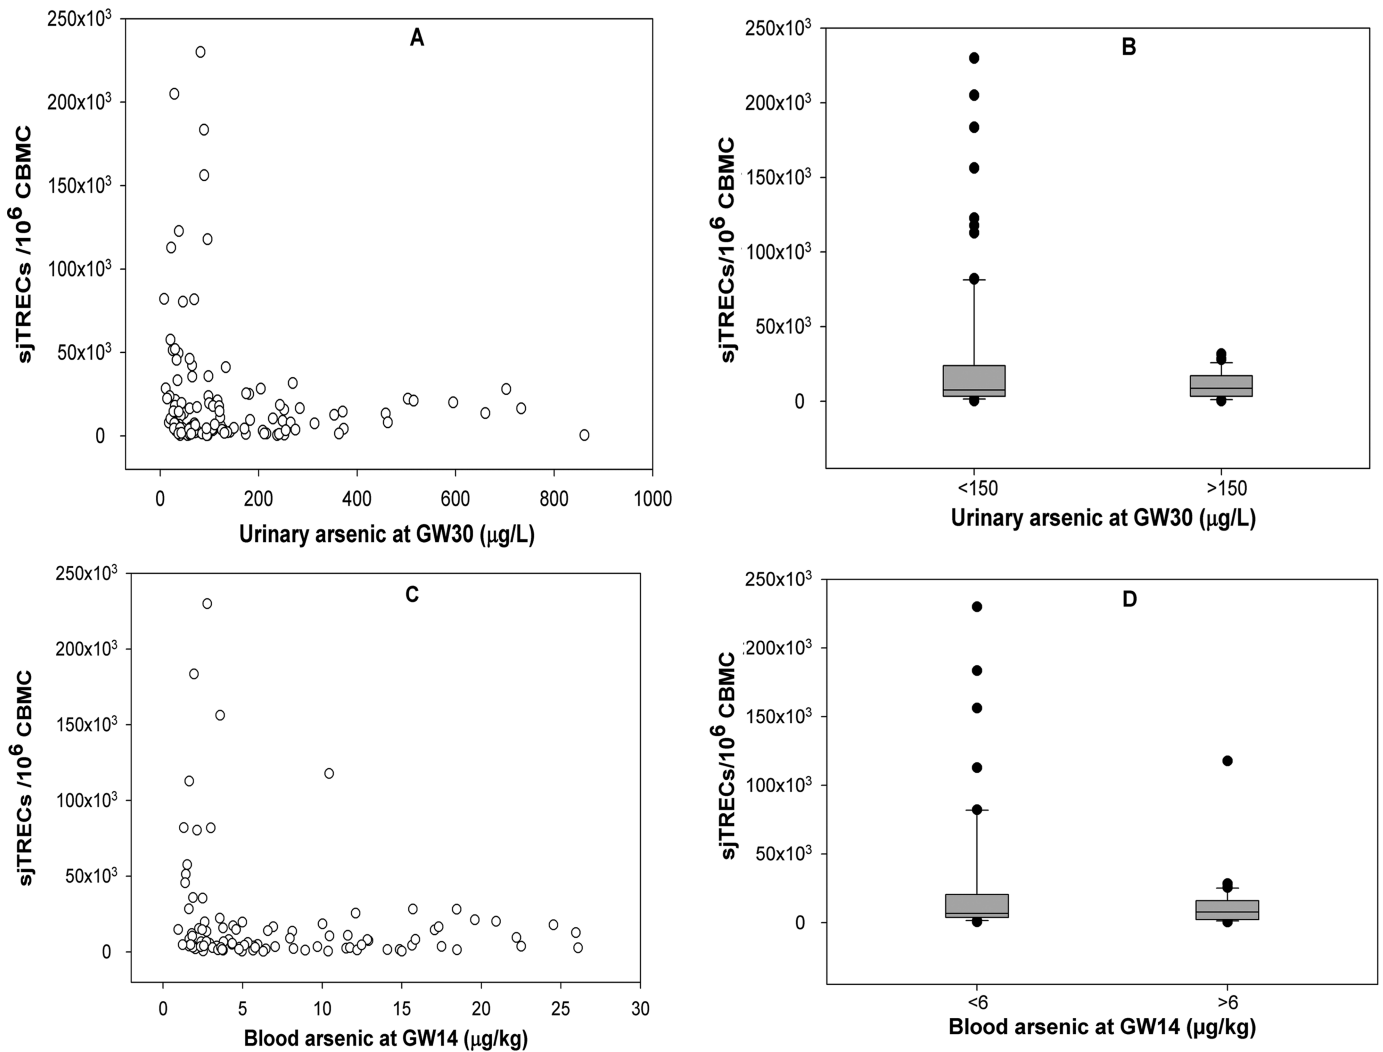 A
250x10³
200x10³
150x10³
100x10³
50x10³
0
sjTRECs /10⁶ CBMC
0 200 400 600 800 1000
Urinary arsenic at GW30 (µg/L)
B
250x10³
200x10³
150x10³
100x10³
50x10³
0
sjTRECs/10⁶ CBMC
<150 >150
Urinary arsenic at GW30 (µg/L)
C
250x10³
200x10³
150x10³
100x10³
50x10³
0
sjTRECs /10⁶ CBMC
0 5 10 15 20 25 30
Blood arsenic at GW14 (µg/kg)
D
250x10³
200x10³
150x10³
100x10³
50x10³
0
sjTRECs/10⁶ CBMC
<6 >6
Blood arsenic at GW14 (µg/kg)